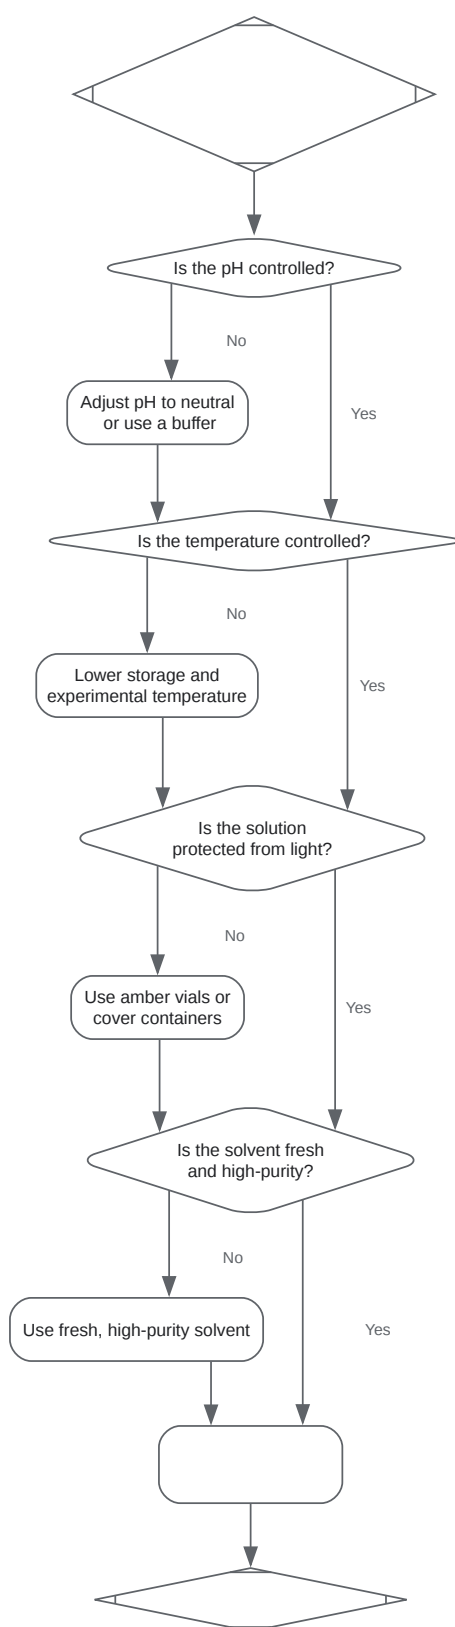 Is the pH controlled?
No
Adjust pH to neutral
or use a buffer
Yes
Is the temperature controlled?
No
Lower storage and
experimental temperature
Yes
Is the solution
protected from light?
No
Use amber vials or
cover containers
Yes
Is the solvent fresh
and high-purity?
No
Use fresh, high-purity solvent
Yes